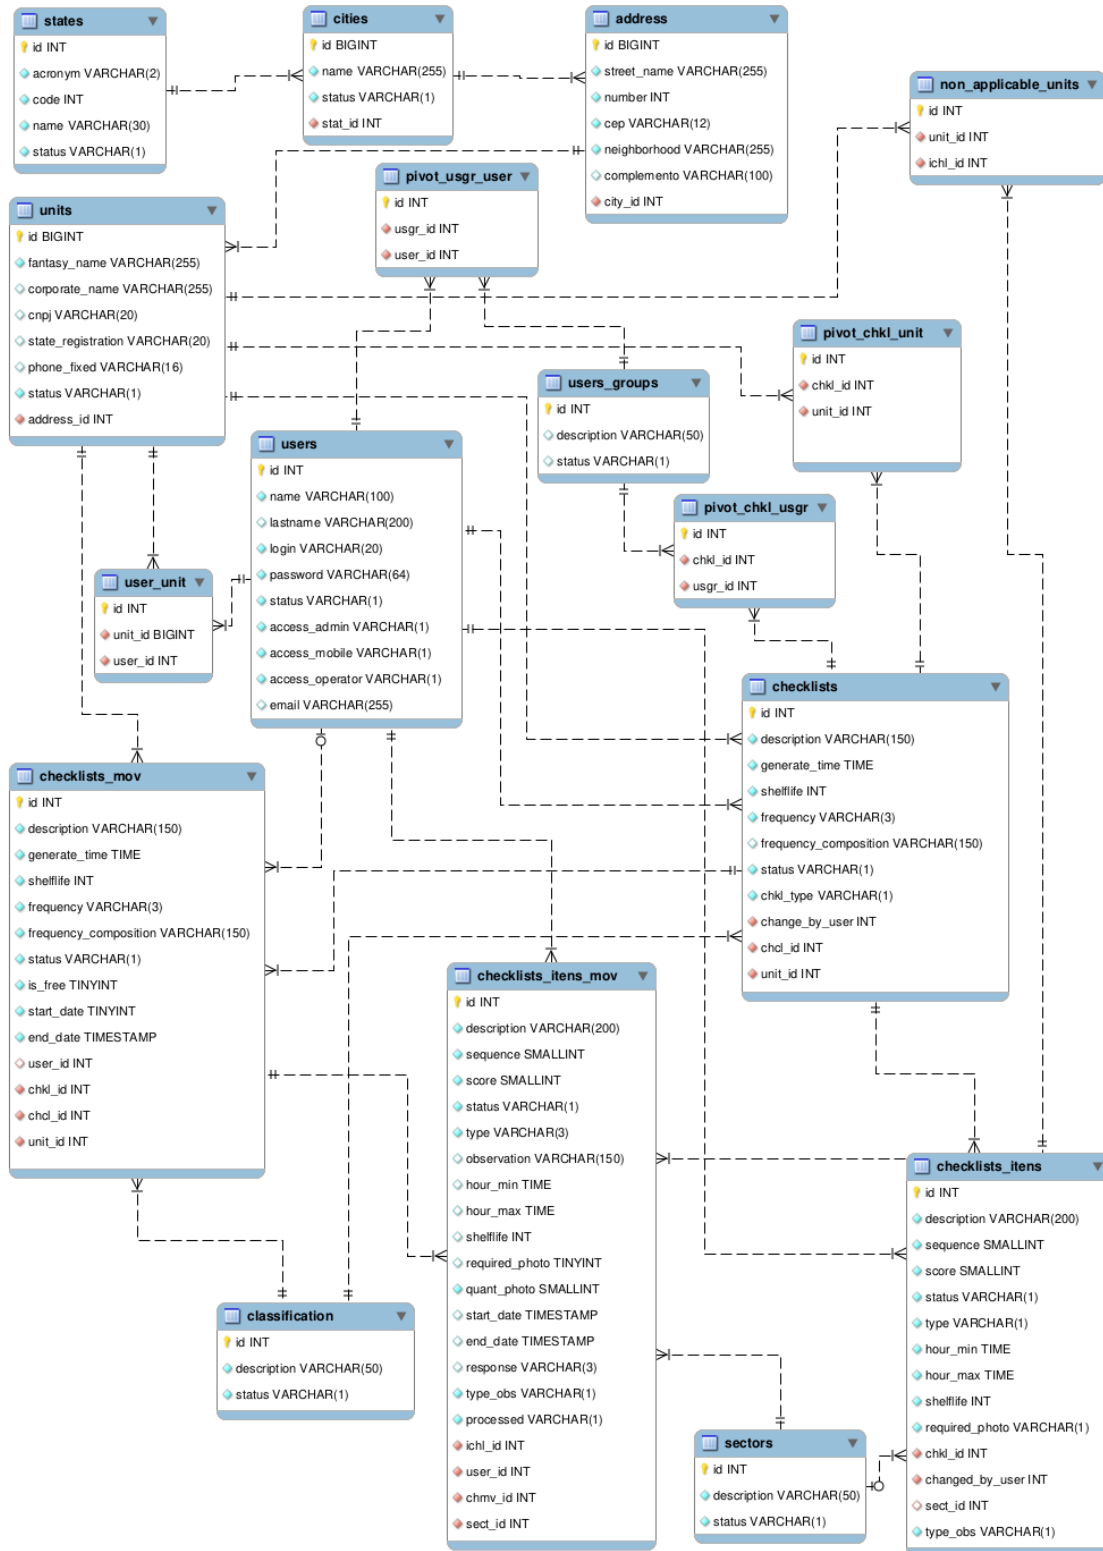 states
id INT
acronym VARCHAR(2)
code INT
name VARCHAR(30)
status VARCHAR(1)
cities
id BIGINT
name VARCHAR(255)
status VARCHAR(1)
stat_id INT
address
id BIGINT
street_name VARCHAR(255)
number INT
cep VARCHAR(12)
neighborhood VARCHAR(255)
complemento VARCHAR(100)
city_id INT
non_applicable_units
id INT
unit_id INT
ichl_id INT
pivot_usgr_user
id INT
usgr_id INT
user_id INT
units
id BIGINT
fantasy_name VARCHAR(255)
corporate_name VARCHAR(255)
cnpj VARCHAR(20)
state_registration VARCHAR(20)
phone_fixed VARCHAR(16)
status VARCHAR(1)
address_id INT
pivot_chkl_unit
id INT
chkl_id INT
unit_id INT
users_groups
id INT
description VARCHAR(50)
status VARCHAR(1)
users
id INT
name VARCHAR(100)
lastname VARCHAR(200)
login VARCHAR(20)
password VARCHAR(64)
status VARCHAR(1)
access_admin VARCHAR(1)
access_mobile VARCHAR(1)
access_operator VARCHAR(1)
email VARCHAR(255)
pivot_chkl_usgr
id INT
chkl_id INT
usgr_id INT
user_unit
id INT
unit_id BIGINT
user_id INT
checklists
id INT
description VARCHAR(150)
generate_time TIME
shelflife INT
frequency VARCHAR(3)
frequency_composition VARCHAR(150)
status VARCHAR(1)
chkl_type VARCHAR(1)
change_by_user INT
chcl_id INT
unit_id INT
checklists_mov
id INT
description VARCHAR(150)
generate_time TIME
shelflife INT
frequency VARCHAR(3)
frequency_composition VARCHAR(150)
status VARCHAR(1)
is_free TINYINT
start_date TINYINT
end_date TIMESTAMP
user_id INT
chkl_id INT
chcl_id INT
unit_id INT
checklists_itens_mov
id INT
description VARCHAR(200)
sequence SMALLINT
score SMALLINT
status VARCHAR(1)
type VARCHAR(3)
observation VARCHAR(150)
hour_min TIME
hour_max TIME
shelflife INT
required_photo TINYINT
quant_photo SMALLINT
start_date TIMESTAMP
end_date TIMESTAMP
response VARCHAR(3)
type_obs VARCHAR(1)
processed VARCHAR(1)
ichl_id INT
user_id INT
chmv_id INT
sect_id INT
checklists_itens
id INT
description VARCHAR(200)
sequence SMALLINT
score SMALLINT
status VARCHAR(1)
type VARCHAR(1)
hour_min TIME
hour_max TIME
shelflife INT
required_photo VARCHAR(1)
chkl_id INT
changed_by_user INT
sect_id INT
type_obs VARCHAR(1)
classification
id INT
description VARCHAR(50)
status VARCHAR(1)
sectors
id INT
description VARCHAR(50)
status VARCHAR(1)